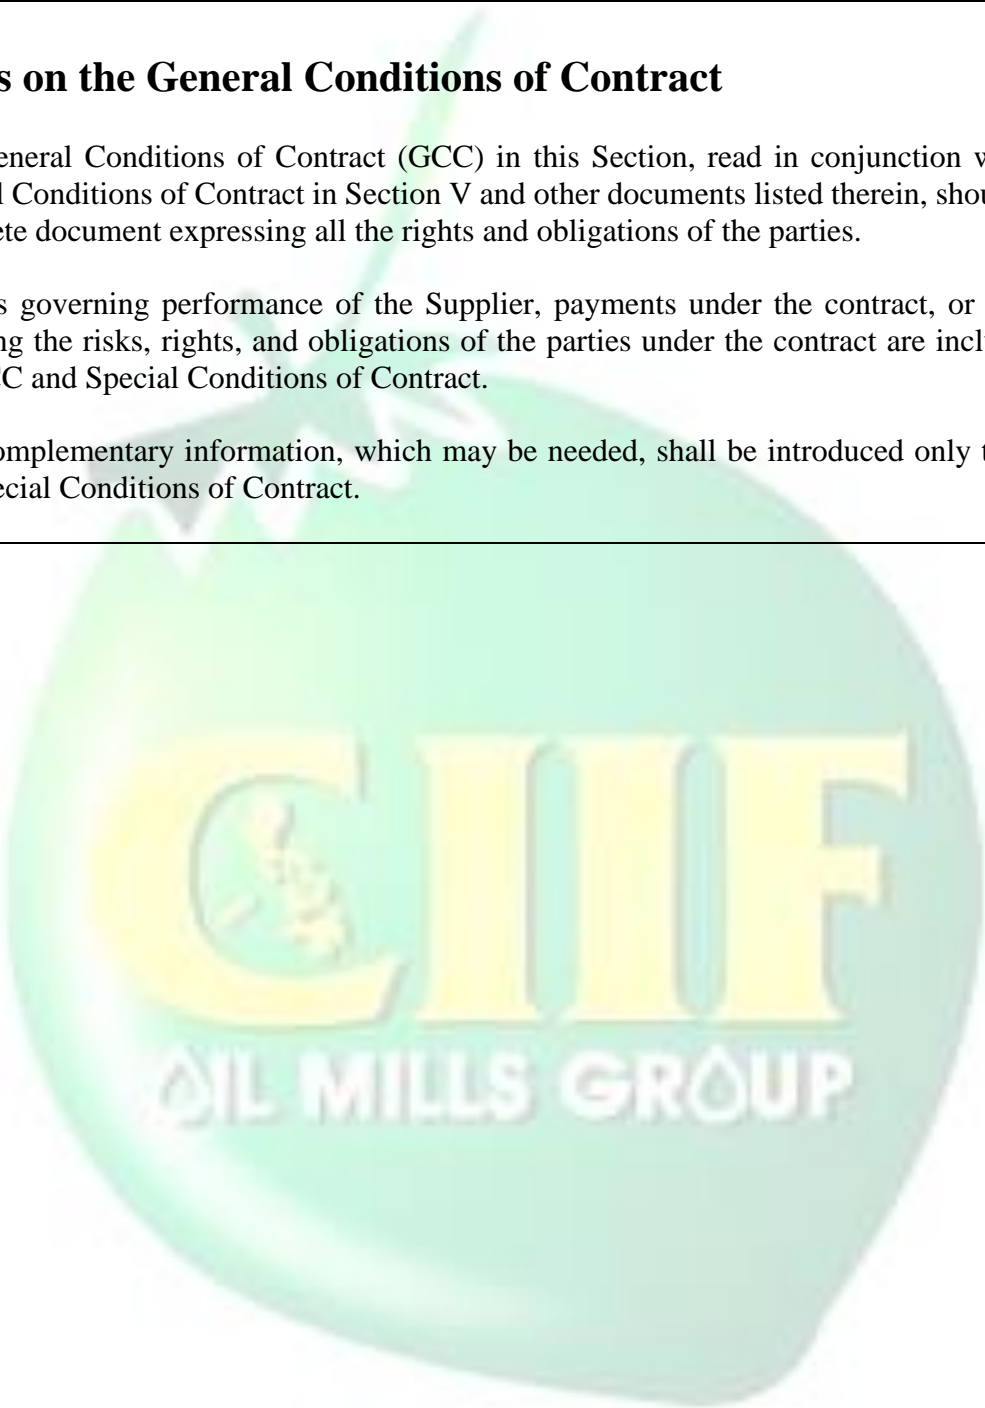 s on the General Conditions of Contract
eneral Conditions of Contract (GCC) in this Section, read in conjunction w
l Conditions of Contract in Section V and other documents listed therein, shou
ete document expressing all the rights and obligations of the parties.
s governing performance of the Supplier, payments under the contract, or
ng the risks, rights, and obligations of the parties under the contract are inclu
CC and Special Conditions of Contract.
omplementary information, which may be needed, shall be introduced only t
ecial Conditions of Contract.
CIIF
OIL MILLS GROUP